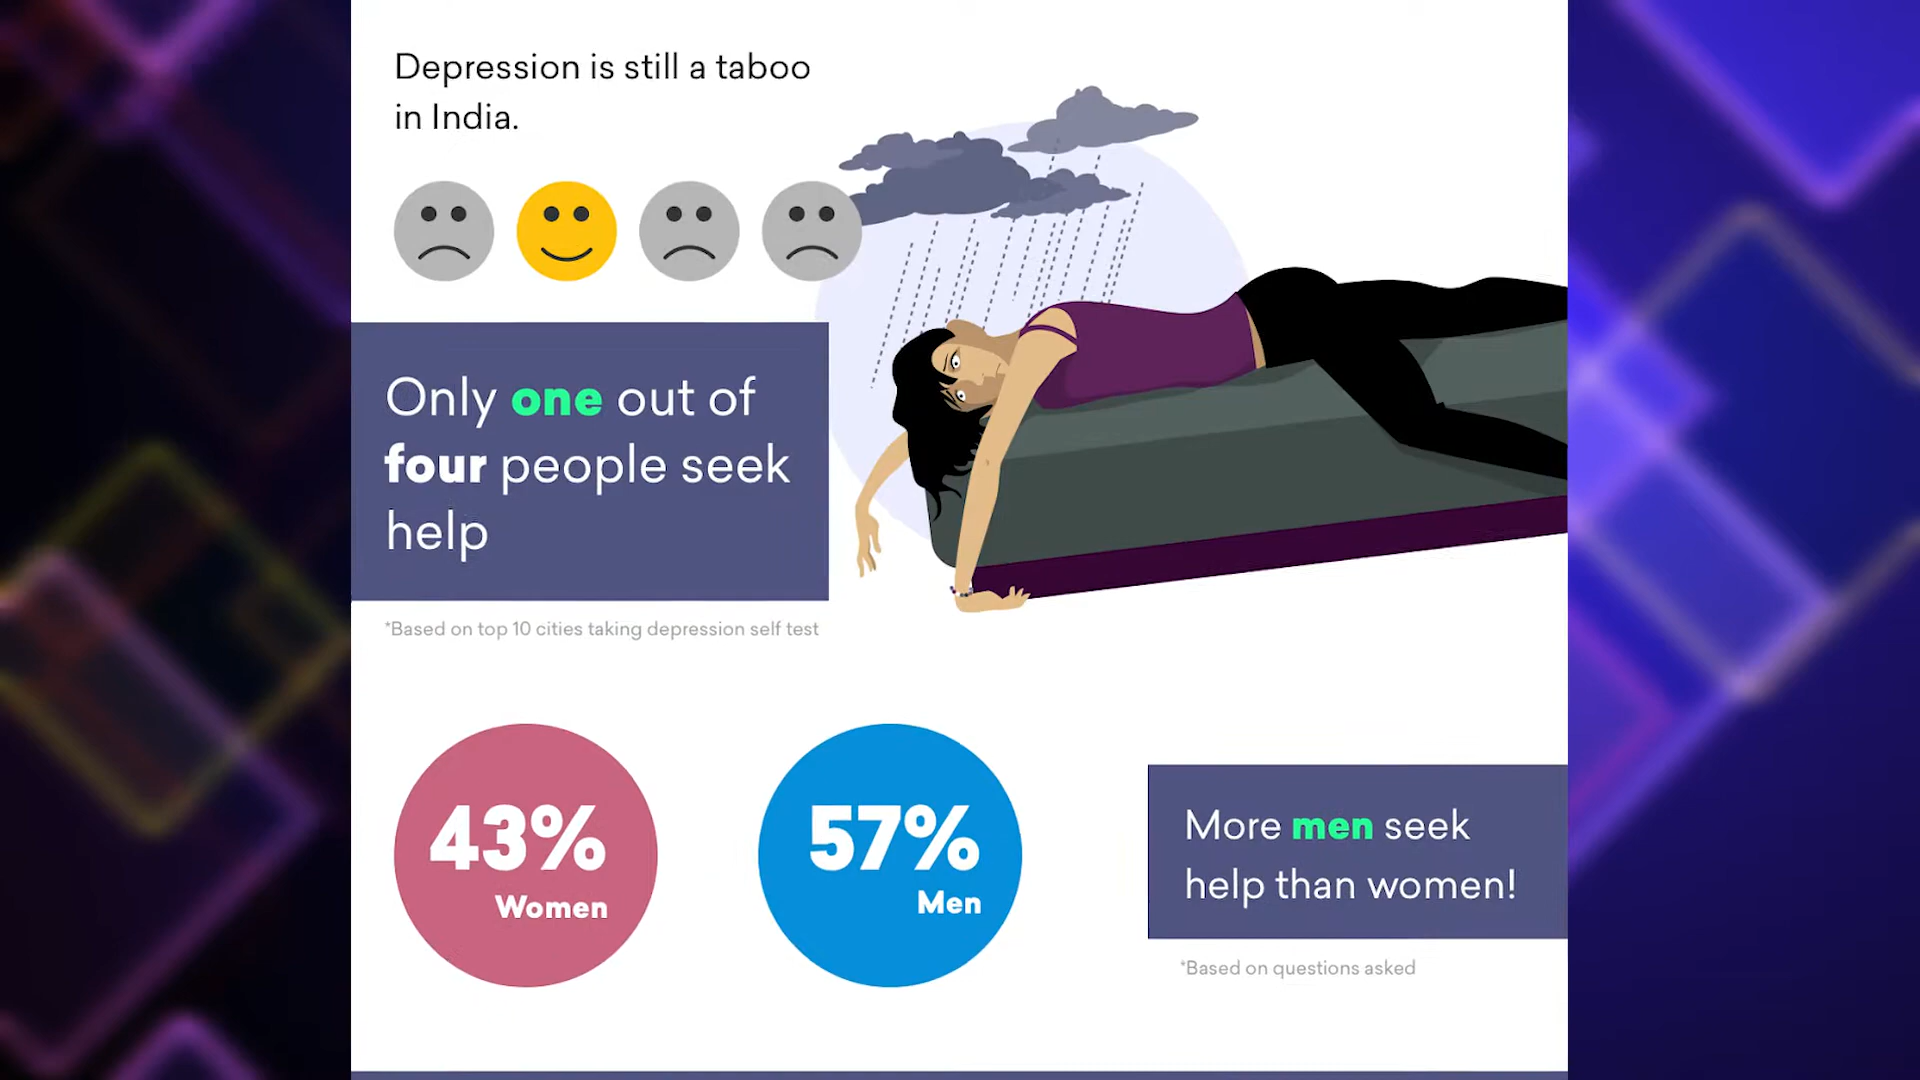 Depression is still a taboo
in India.
Only one out of
four people seek
help
*Based on top 10 cities taking depression self test
43%
Women
57%
Men
More men seek
help than women!
*Based on questions asked